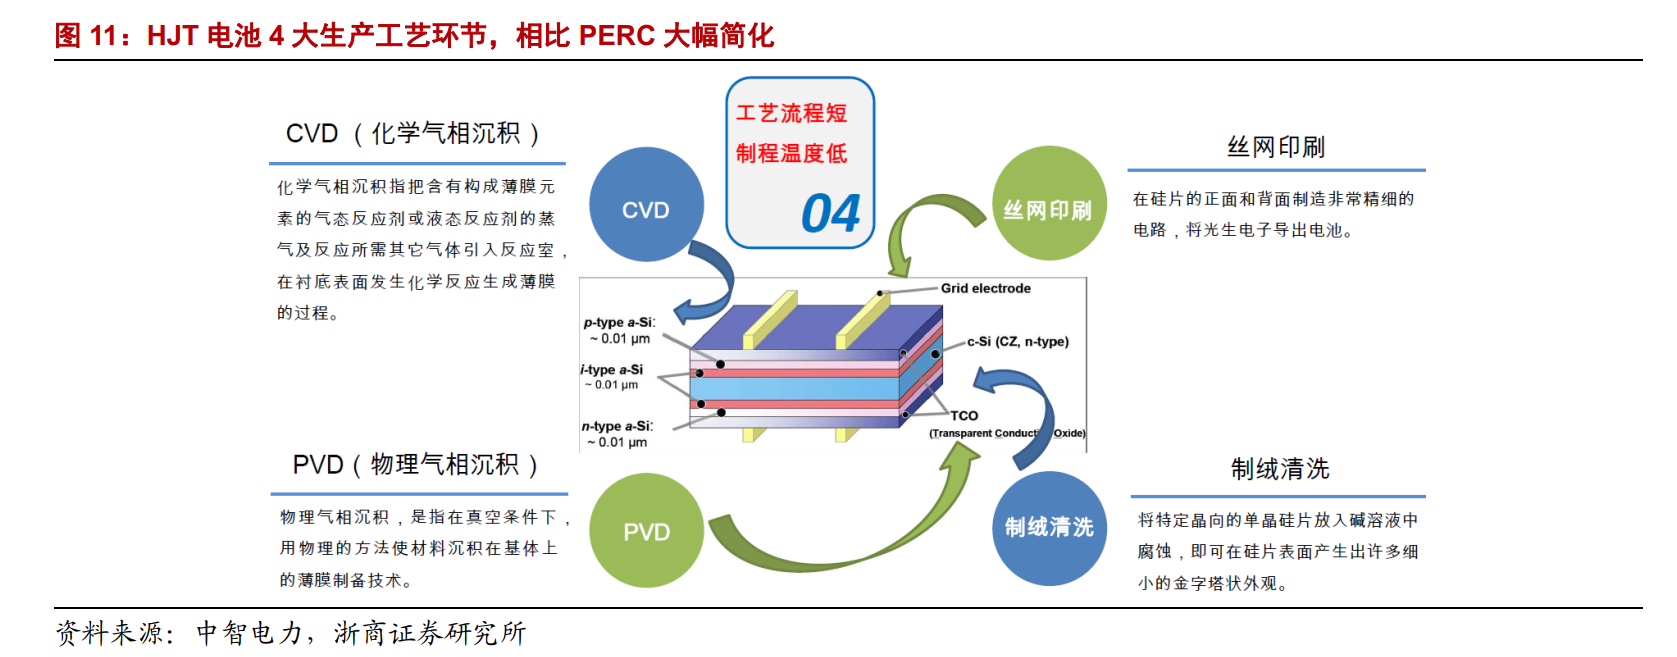 图 11：HJT 电池 4 大生产工艺环节，相比 PERC 大幅简化
CVD（化学气相沉积）
化学气相沉积指把含有构成薄膜元
素的气态反应剂或液态反应剂的蒸
气及反应所需其它气体引入反应室，
在衬底表面发生化学反应生成薄膜
的过程。
CVD
工艺流程短
制程温度低
04
丝网印刷
丝网印刷
在硅片的正面和背面制造非常精细的
电路，将光生电子导出电池。
Grid electrode
p-type a-Si:
~ 0.01 µm
c-Si (CZ, n-type)
i-type a-Si
~ 0.01 µm
TCO
n-type a-Si:
(Transparent Conducti Oxide)
~ 0.01 µm
PVD（物理气相沉积）
物理气相沉积，是指在真空条件下，
用物理的方法使材料沉积在基体上
的薄膜制备技术。
PVD
制绒清洗
制绒清洗
将特定晶向的单晶硅片放入碱溶液中
腐蚀，即可在硅片表面产生出许多细
小的金字塔状外观。
资料来源：中智电力，浙商证券研究所